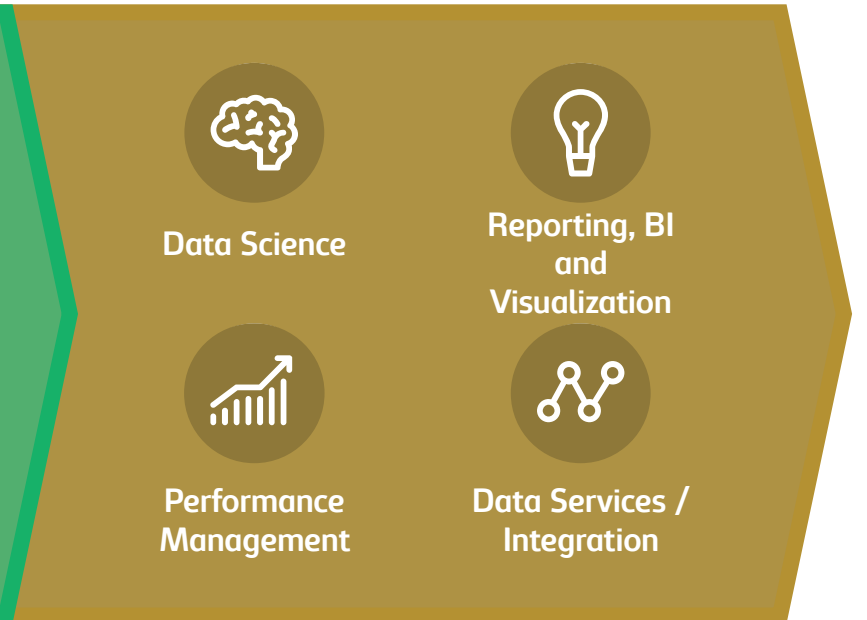 Data Science
Reporting, BI
and
Visualization
Performance
Management
Data Services /
Integration